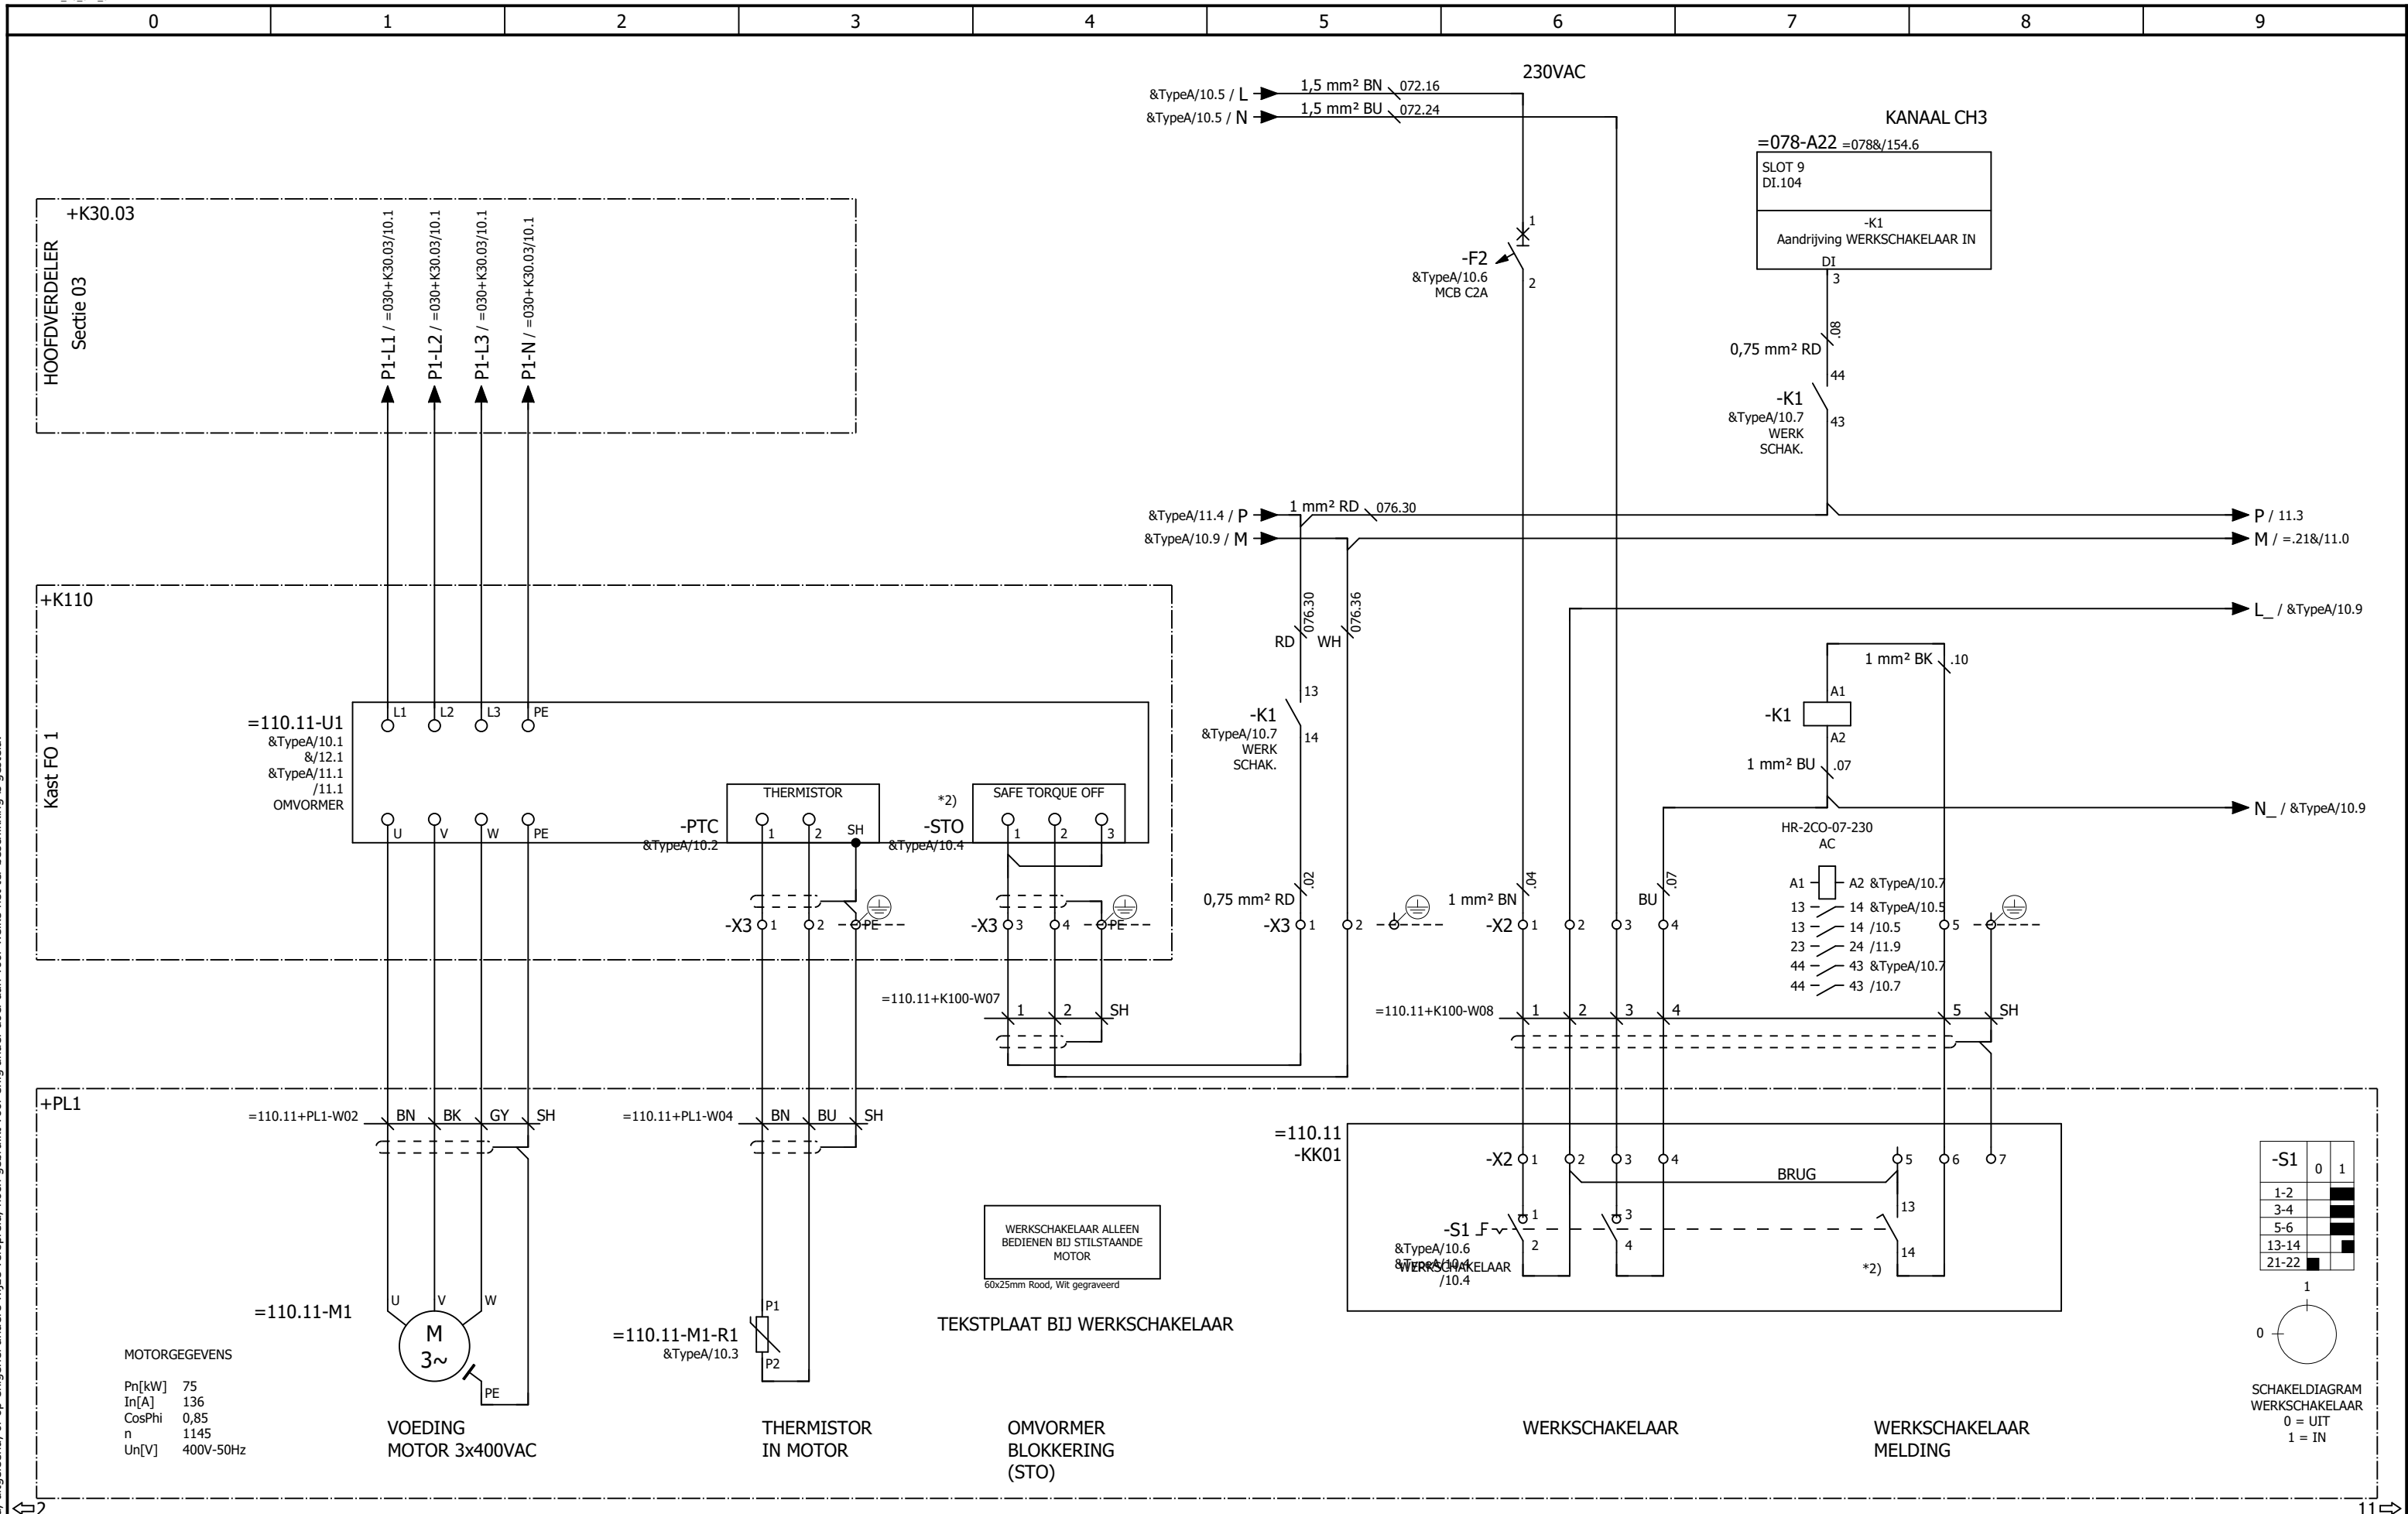 0 1 2 3 4 5 6 7 8 9
230VAC
&TypeA/10.5 / L 1,5 mm² BN 072.16
&TypeA/10.5 / N 1,5 mm² BU 072.24
KANAAL CH3
=078-A22 =078&/154.6
SLOT 9
DI.104
-K1
Aandrijving WERKSCHAKELAAR IN
DI
3
.08
0,75 mm² RD
44
-K1
&TypeA/10.7
43
WERK
SCHAK.
+K30.03
HOOFDVERDELER
Sectie 03
P1-L1 / =030+K30.03/10.1
P1-L2 / =030+K30.03/10.1
P1-L3 / =030+K30.03/10.1
P1-N / =030+K30.03/10.1
1
-F2
&TypeA/10.6
MCB C2A
2
&TypeA/11.4 / P 1 mm² RD 076.30
P / 11.3
&TypeA/10.9 / M
M / =.21&/11.0
+K110
Kast FO 1
076.30
076.36
RD WH
L_ / &TypeA/10.9
1 mm² BK .10
=110.11-U1
&TypeA/10.1
&/12.1
&TypeA/11.1
/11.1
OMVORMER
L1 L2 L3 PE
U V W PE
THERMISTOR
-PTC
&TypeA/10.2
1 2 SH
*2)
SAFE TORQUE OFF
-STO
&TypeA/10.4
1 2 3
13
-K1
&TypeA/10.7
14
WERK
SCHAK.
A1
-K1
A2
1 mm² BU .07
N_ / &TypeA/10.9
HR-2CO-07-230
AC
A1 A2 &TypeA/10.7
13 14 &TypeA/10.5
13 14 /10.5
23 24 /11.9
44 43 &TypeA/10.7
44 43 /10.7
.02
0,75 mm² RD
.04
1 mm² BN
.07
BU
-X3 1 2 PE
-X3 3 4 PE
-X3 1 2
-X2 1 2 3 4 5
=110.11+K100-W07 1 2 SH
=110.11+K100-W08 1 2 3 4 5 SH
+PL1
=110.11+PL1-W02 BN BK GY SH
=110.11+PL1-W04 BN BU SH
=110.11
-KK01
-X2 1 2 3 4 5 6 7
BRUG
1 3 13
-S1
2 4 14
&TypeA/10.6
&TypeA/10.4
WERKSCHAKELAAR
/10.4
*2)
WERKSCHAKELAAR ALLEEN
BEDIENEN BIJ STILSTAANDE
MOTOR
60x25mm Rood, Wit gegraveerd
TEKSTPLAAT BIJ WERKSCHAKELAAR
-S1 0 1
1-2
3-4
5-6
13-14
21-22
1
0
SCHAKELDIAGRAM
WERKSCHAKELAAR
0 = UIT
1 = IN
=110.11-M1
U V W
M
3~
PE
=110.11-M1-R1
&TypeA/10.3
P1
P2
MOTORGEGEVENS
Pn[kW] 75
In[A] 136
CosPhi 0,85
n 1145
Un[V] 400V-50Hz
VOEDING
MOTOR 3x400VAC
THERMISTOR
IN MOTOR
OMVORMER
BLOKKERING
(STO)
WERKSCHAKELAAR
WERKSCHAKELAAR
MELDING
2
11